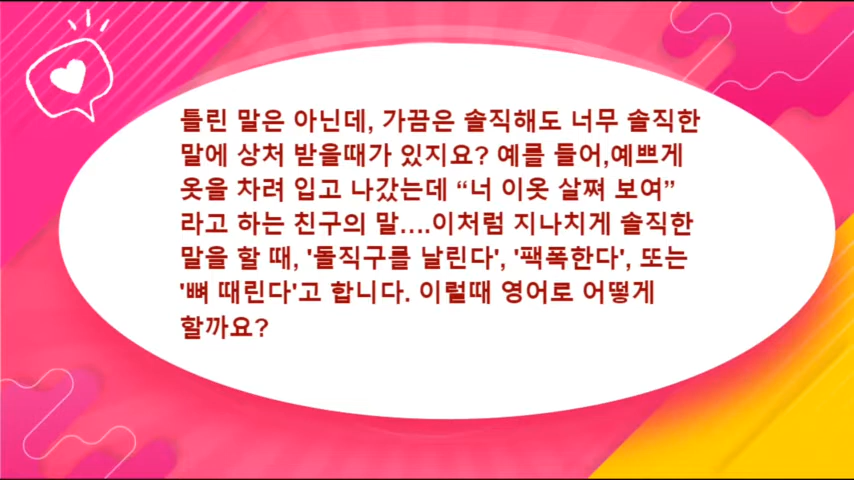 틀린 말은 아닌데, 가끔은 솔직해도 너무 솔직한
말에 상처 받을때가 있지요? 예를 들어,예쁘게
옷을 차려 입고 나갔는데 “너 이옷 살쪄 보여”
라고 하는 친구의 말....이처럼 지나치게 솔직한
말을 할 때, '돌직구를 날린다', '팩폭한다', 또는
'뼈 때린다'고 합니다. 이럴때 영어로 어떻게
할까요?